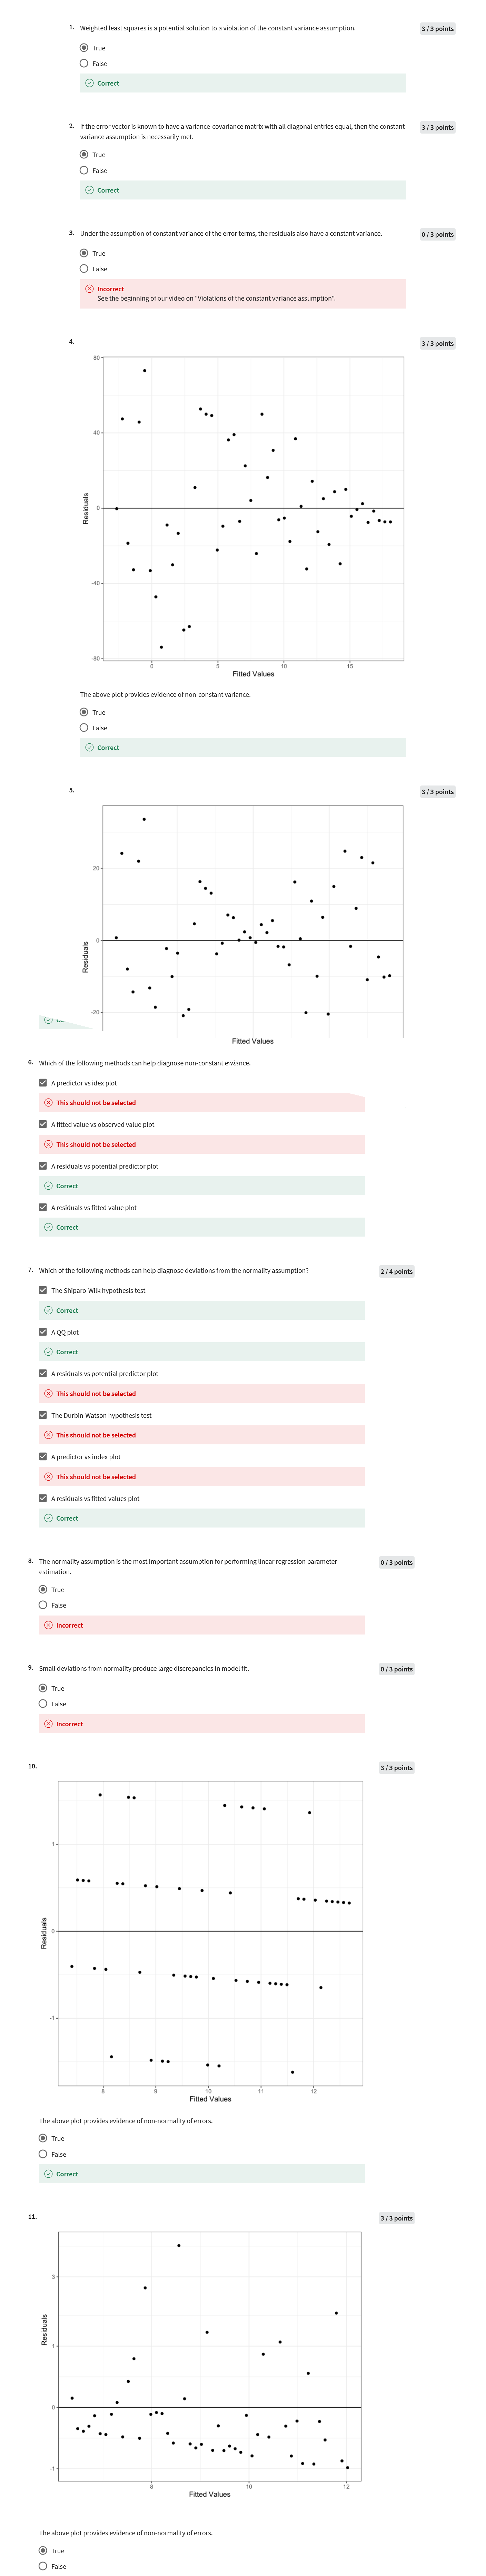 1. Weighted least squares is a potential solution to a violation of the constant variance assumption.
3 / 3 points
True
False
Correct
2. If the error vector is known to have a variance-covariance matrix with all diagonal entries equal, then the constant
variance assumption is necessarily met.
3 / 3 points
True
False
Correct
3. Under the assumption of constant variance of the error terms, the residuals also have a constant variance.
0 / 3 points
True
False
Incorrect
See the beginning of our video on "Violations of the constant variance assumption".
4.
3 / 3 points
80
40
0
-40
-80
Residuals
0 5 10 15
Fitted Values
The above plot provides evidence of non-constant variance.
True
False
Correct
5.
3 / 3 points
20
0
-20
Residuals
Fitted Values
6. Which of the following methods can help diagnose non-constant
A predictor vs idex plot
This should not be selected
A fitted value vs observed value plot
This should not be selected
A residuals vs potential predictor plot
Correct
A residuals vs fitted value plot
Correct
7. Which of the following methods can help diagnose deviations from the normality assumption?
2 / 4 points
The Shiparo-Wilk hypothesis test
Correct
A QQ plot
Correct
A residuals vs potential predictor plot
This should not be selected
The Durbin-Watson hypothesis test
This should not be selected
A predictor vs index plot
This should not be selected
A residuals vs fitted values plot
Correct
8. The normality assumption is the most important assumption for performing linear regression parameter
estimation.
0 / 3 points
True
False
Incorrect
9. Small deviations from normality produce large discrepancies in model fit.
0 / 3 points
True
False
Incorrect
10.
3 / 3 points
1
0
-1
Residuals
8 9 10 11 12
Fitted Values
The above plot provides evidence of non-normality of errors.
True
False
Correct
11.
3 / 3 points
3
1
0
-1
Residuals
8 10 12
Fitted Values
The above plot provides evidence of non-normality of errors.
True
False